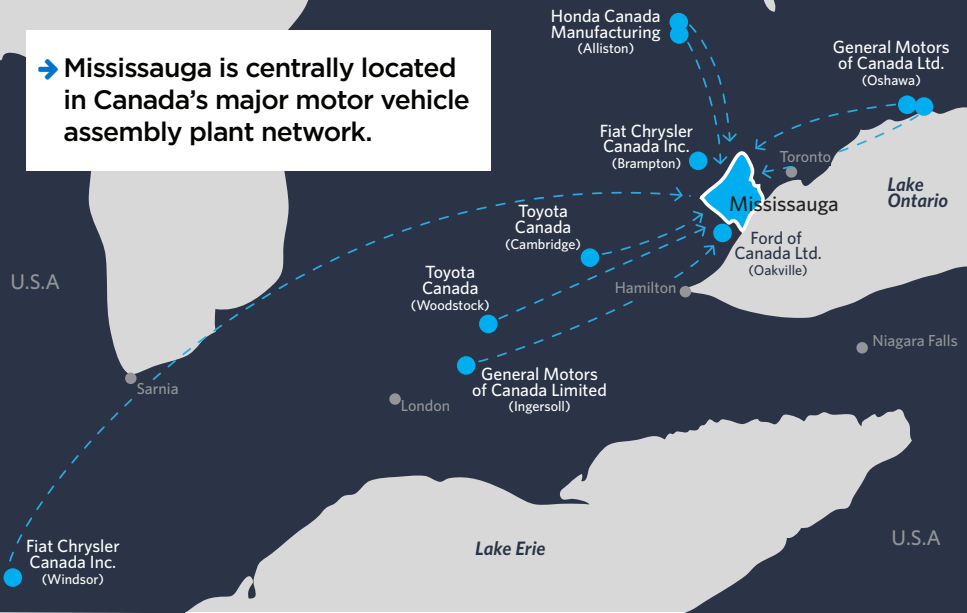 → Mississauga is centrally located
in Canada's major motor vehicle
assembly plant network.
Honda Canada
Manufacturing
(Alliston)
General Motors
of Canada Ltd.
(Oshawa)
Fiat Chrysler
Canada Inc.
(Brampton)
Toronto
Lake
Ontario
Mississauga
Toyota
Canada
(Cambridge)
Ford of
Canada Ltd.
(Oakville)
U.S.A
Toyota
Canada
(Woodstock)
Hamilton
Niagara Falls
Sarnia
General Motors
of Canada Limited
(Ingersoll)
London
U.S.A
Lake Erie
Fiat Chrysler
Canada Inc.
(Windsor)